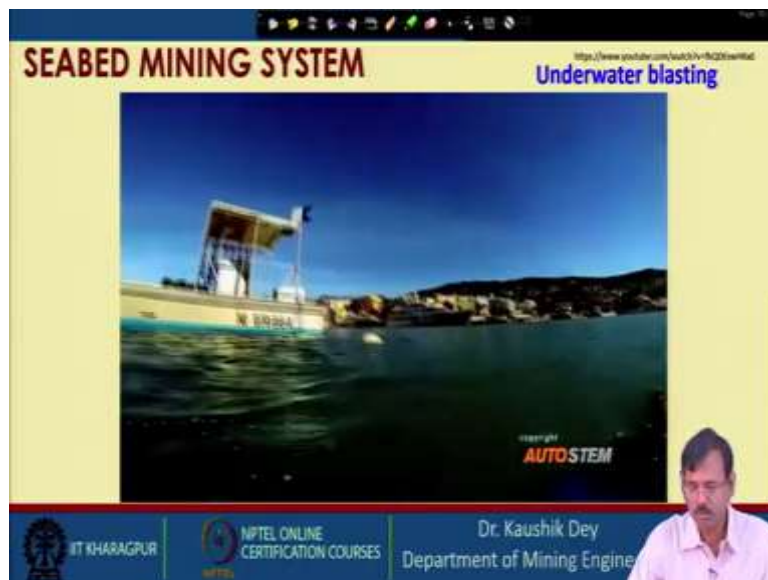 SEABED MINING SYSTEM
Underwater blasting
copyright
AUTOSTEM
IIT KHARAGPUR
NPTEL
NPTEL ONLINE
CERTIFICATION COURSES
Dr. Kaushik Dey
Department of Mining Engine